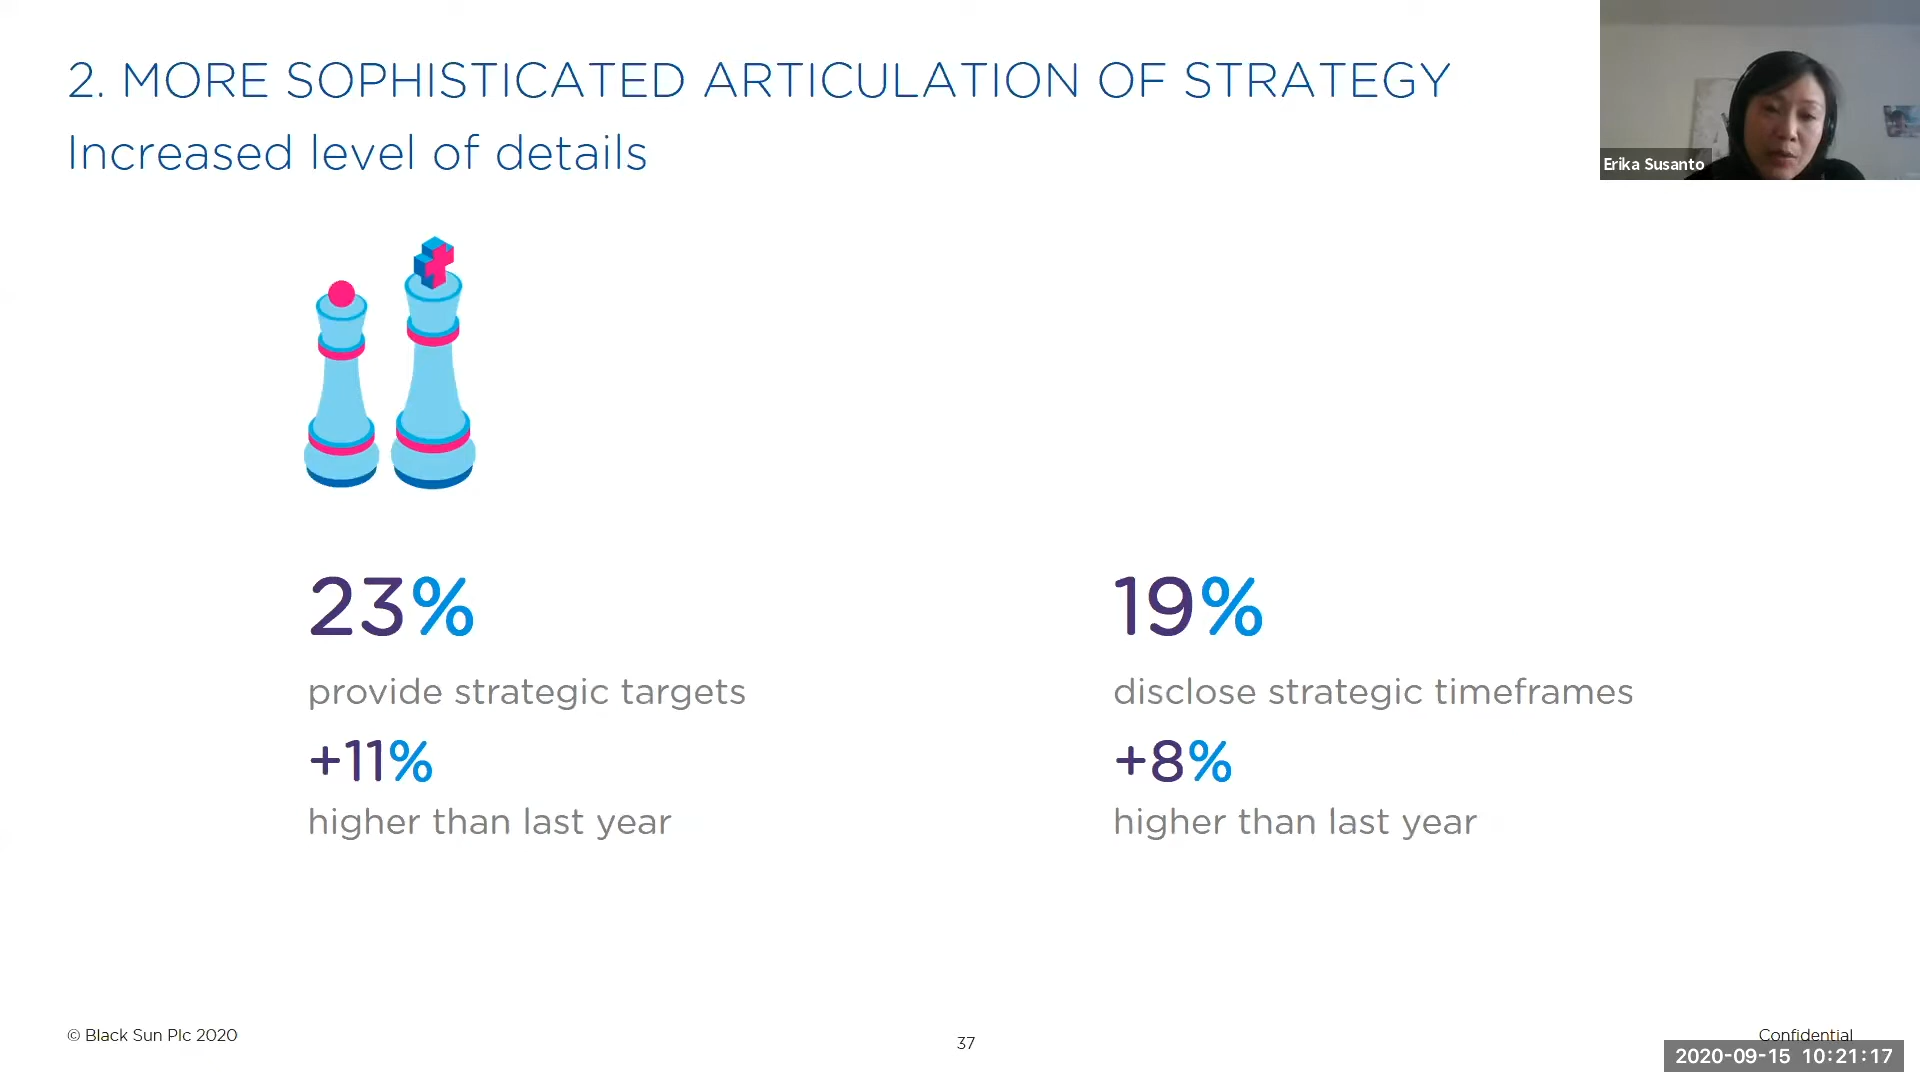 2. MORE SOPHISTICATED ARTICULATION OF STRATEGY
Increased level of details
Erika Susanto
23%
provide strategic targets
+11%
higher than last year
19%
disclose strategic timeframes
+8%
higher than last year
© Black Sun Plc 2020
37
Confidential
2020-09-15 10:21:17